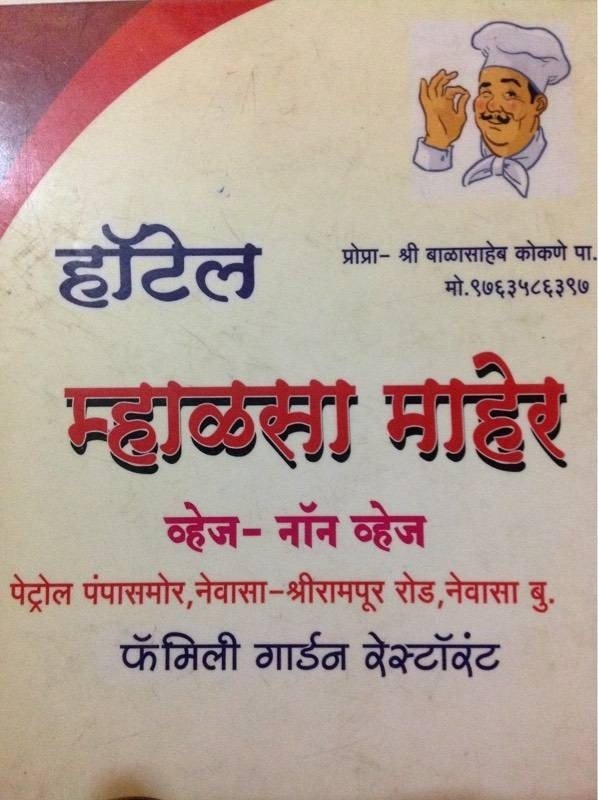 हॉटेल
प्रोप्रा- श्री बाळासाहेब कोकणे पा.
मो.९७६३५८६३९७
म्हाळसा माहेर
व्हेज- नॉन व्हेज
पेट्रोल पंपासमोर,नेवासा-श्रीरामपूर रोड,नेवासा बु.
फॅमिली गार्डन रेस्टॉरंट